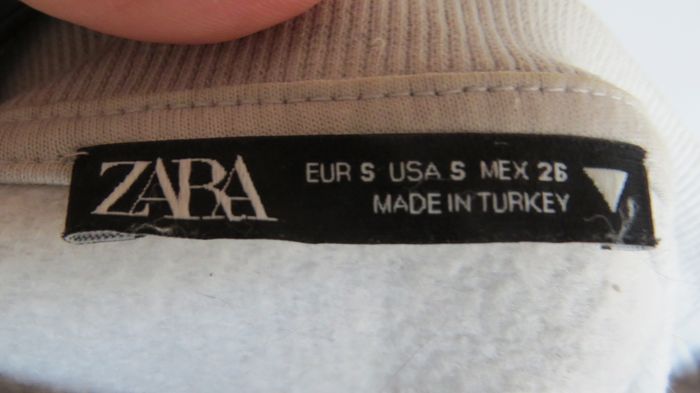 ZARA
EUR S USA S MEX 26
MADE IN TURKEY